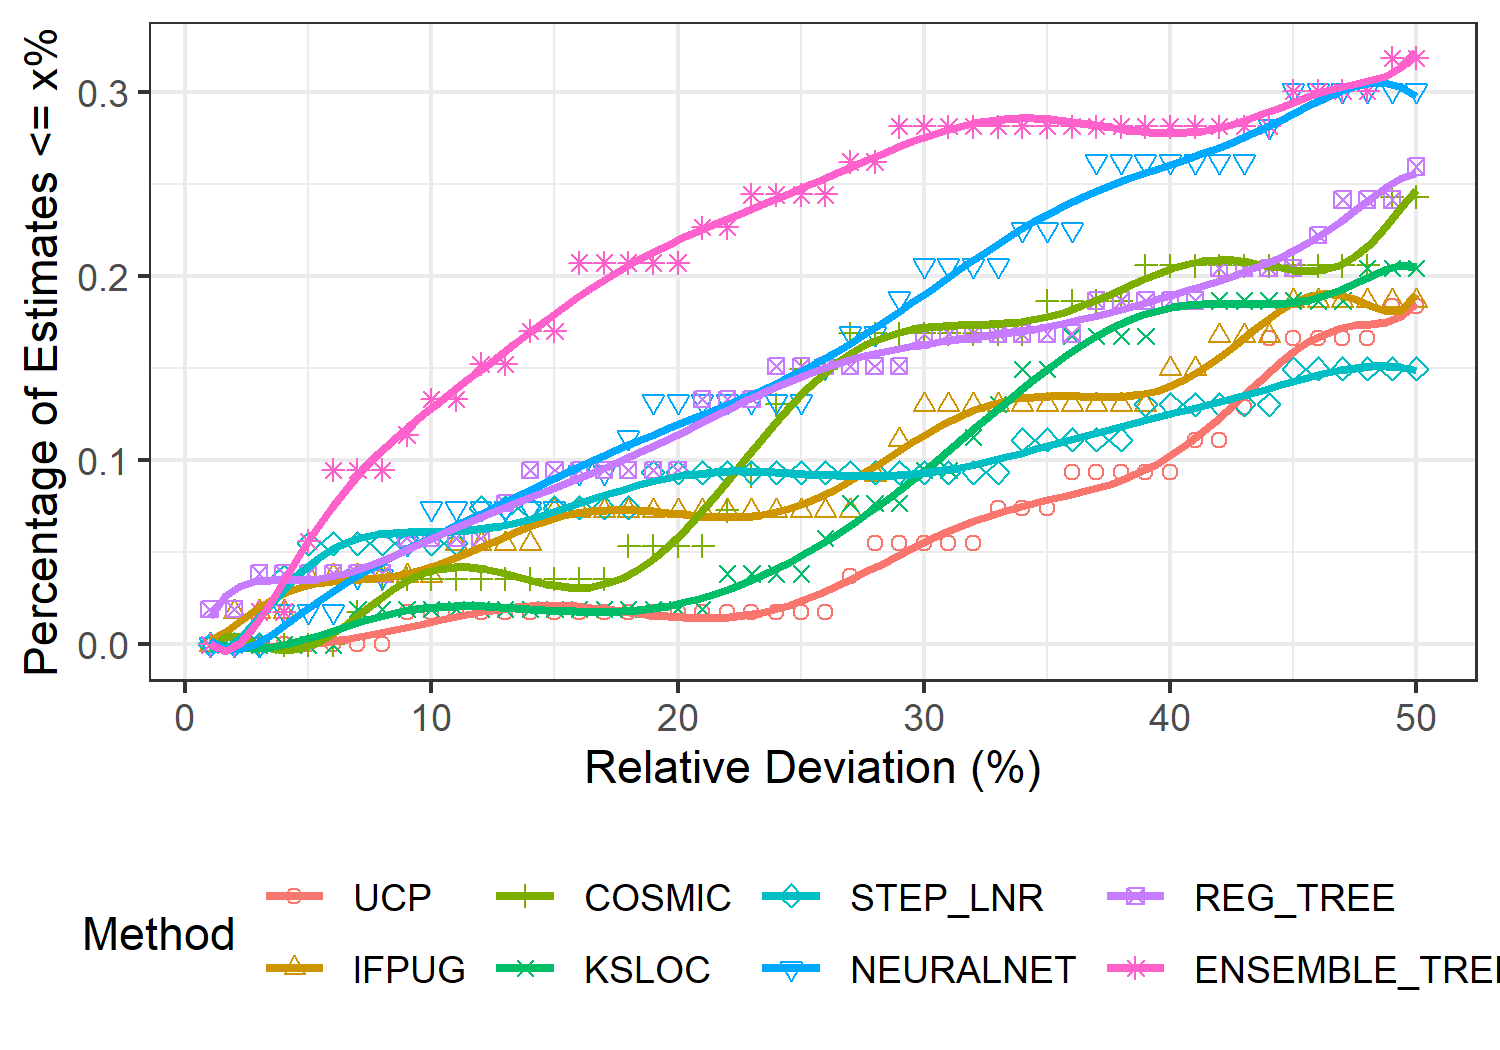 Percentage of Estimates <= x%
0.3
0.2
0.1
0.0
0 10 20 30 40 50
Relative Deviation (%)
Method
UCP COSMIC STEP_LNR REG_TREE
IFPUG KSLOC NEURALNET ENSEMBLE_TREE